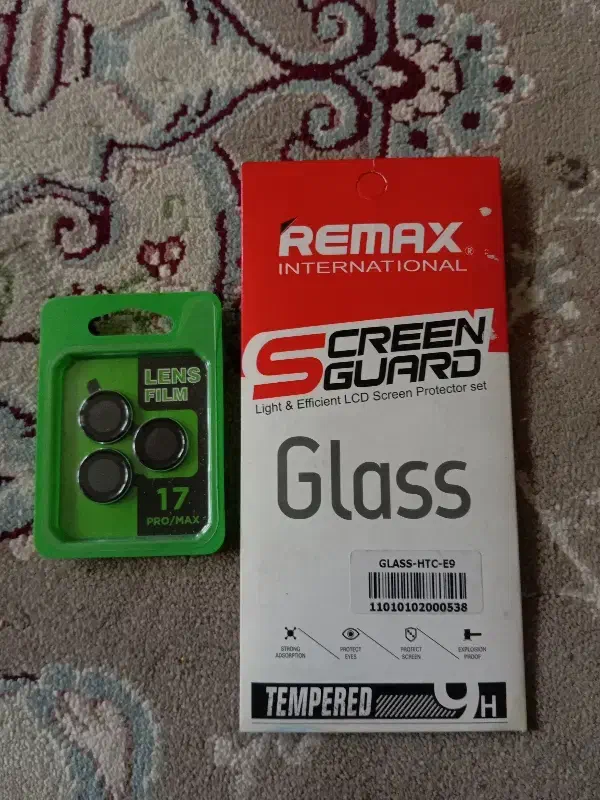 LENS
FILM
17
PRO/MAX
REMAX®
INTERNATIONAL
SCREEN
GUARD
Light & Efficient LCD Screen Protector set
Glass
GLASS-HTC-E9
11010102000538
STRONG
ADSORPTION
PROTECT
EYES
PROTECT
SCREEN
EXPLOSION
PROOF
TEMPERED 9H